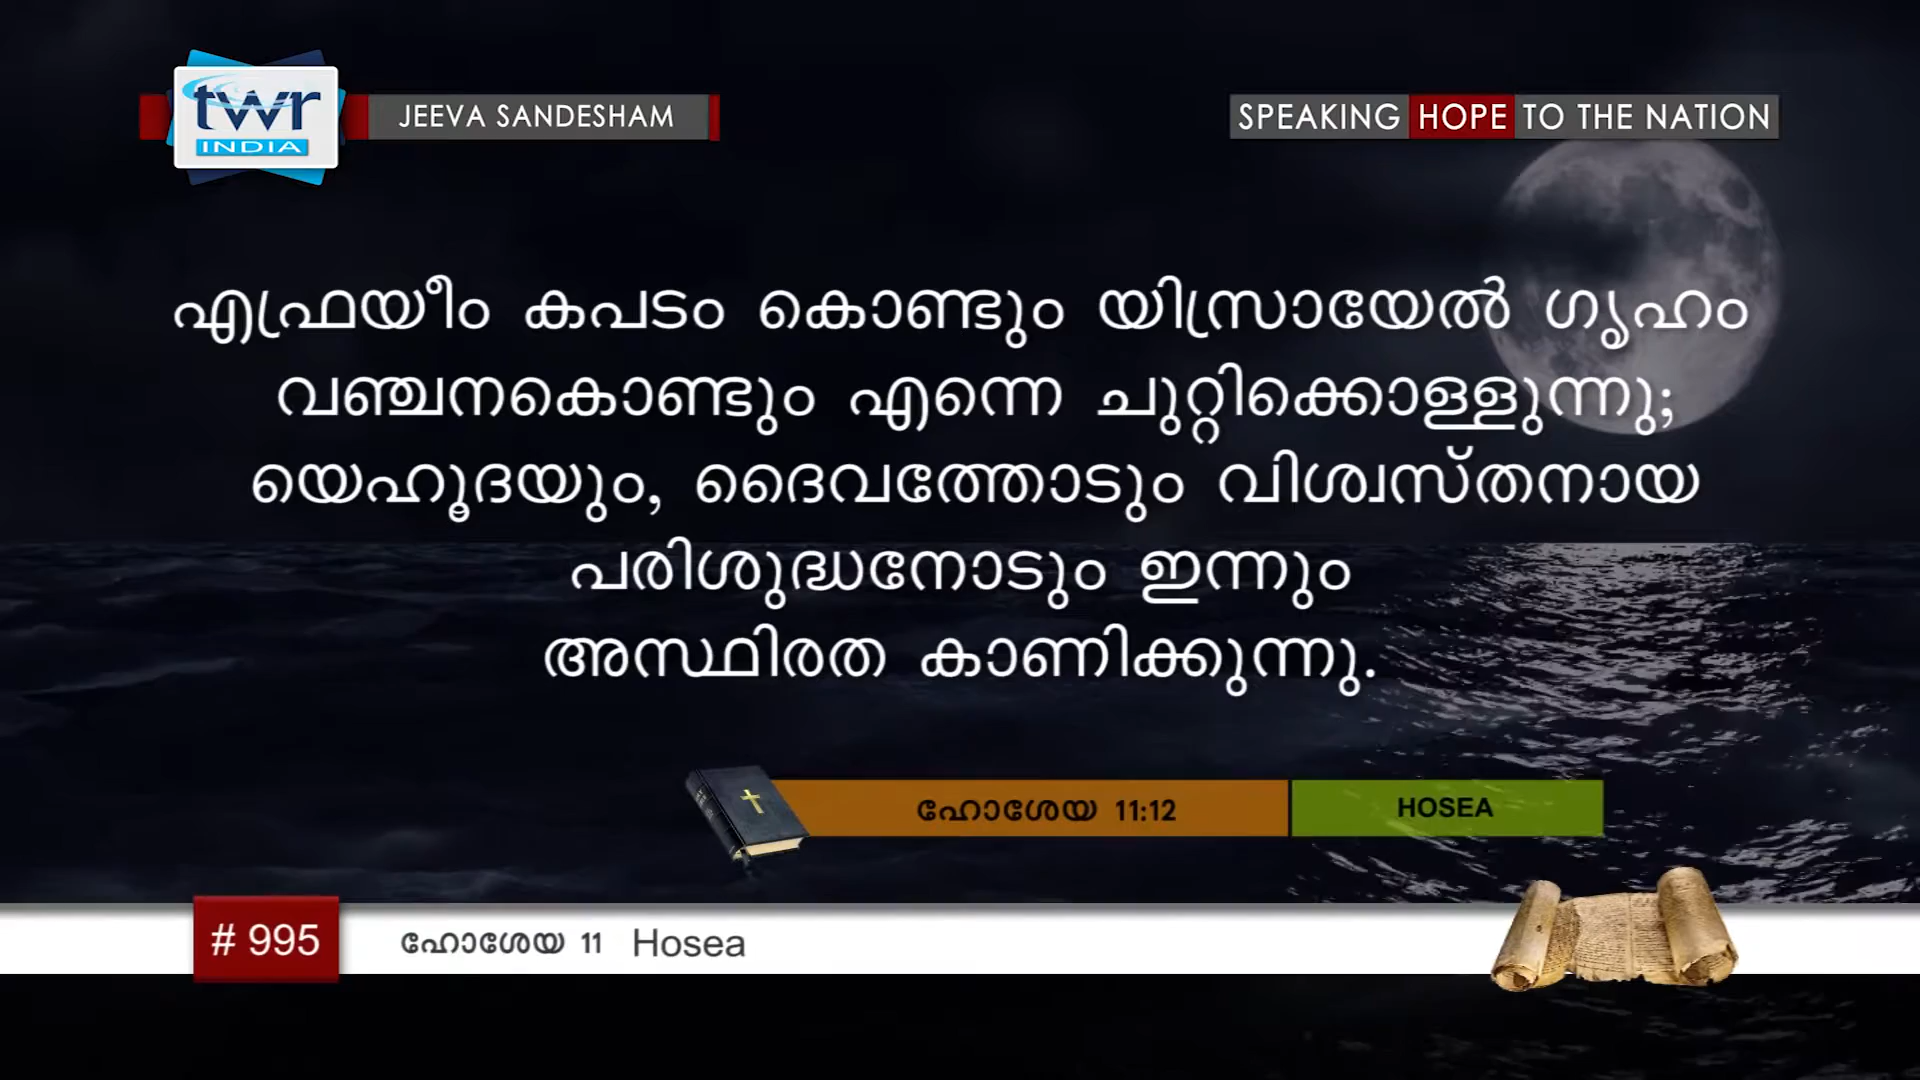 twr
INDIA
JEEVA SANDESHAM
SPEAKING HOPE TO THE NATION
എഫ്രയീം കപടം കൊണ്ടും യിസ്രായേൽ ഗൃഹം
വഞ്ചനകൊണ്ടും എന്നെ ചുറ്റിക്കൊള്ളുന്നു;
യെഹൂദയും, ദൈവത്തോടും വിശ്വസ്തനായ
പരിശുദ്ധനോടും ഇന്നും
അസ്ഥിരത കാണിക്കുന്നു.
ഹോശേയ 11:12
HOSEA
# 995
ഹോശേയ 11 Hosea